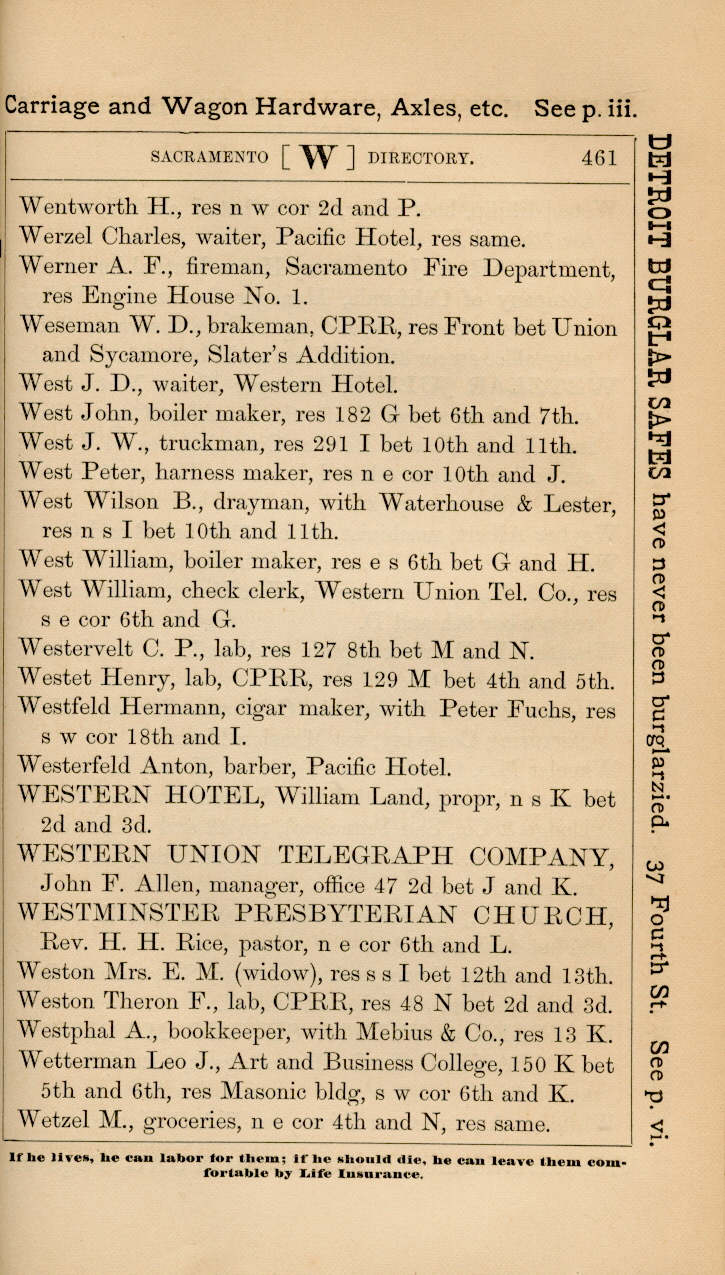 Carriage and Wagon Hardware, Axles, etc. See p. iii.
SACRAMENTO [ W ] DIRECTORY. 461
Wentworth H., res n w cor 2d and P.
Werzel Charles, waiter, Pacific Hotel, res same.
Werner A. F., fireman, Sacramento Fire Department,
res Engine House No. 1.
Weseman W. D., brakeman, CPRR, res Front bet Union
and Sycamore, Slater's Addition.
West J. D., waiter, Western Hotel.
West John, boiler maker, res 182 G bet 6th and 7th.
West J. W., truckman, res 291 I bet 10th and 11th.
West Peter, harness maker, res n e cor 10th and J.
West Wilson B., drayman, with Waterhouse & Lester,
res n s I bet 10th and 11th.
West William, boiler maker, res e s 6th bet G and H.
West William, check clerk, Western Union Tel. Co., res
s e cor 6th and G.
Westervelt C. P., lab, res 127 8th bet M and N.
Westet Henry, lab, CPRR, res 129 M bet 4th and 5th.
Westfeld Hermann, cigar maker, with Peter Fuchs, res
s w cor 18th and I.
Westerfeld Anton, barber, Pacific Hotel.
WESTERN HOTEL, William Land, propr, n s K bet
2d and 3d.
WESTERN UNION TELEGRAPH COMPANY,
John F. Allen, manager, office 47 2d bet J and K.
WESTMINSTER PRESBYTERIAN CHURCH,
Rev. H. H. Rice, pastor, n e cor 6th and L.
Weston Mrs. E. M. (widow), res s s I bet 12th and 13th.
Weston Theron F., lab, CPRR, res 48 N bet 2d and 3d.
Westphal A., bookkeeper, with Mebius & Co., res 13 K.
Wetterman Leo J., Art and Business College, 150 K bet
5th and 6th, res Masonic bldg, s w cor 6th and K.
Wetzel M., groceries, n e cor 4th and N, res same.
If he lives, he can labor for them; if he should die, he can leave them com-
fortable by Life Insurance.
DETROIT BURGLAR SAFES have never been burglarzied. 37 Fourth St. See p. vi.